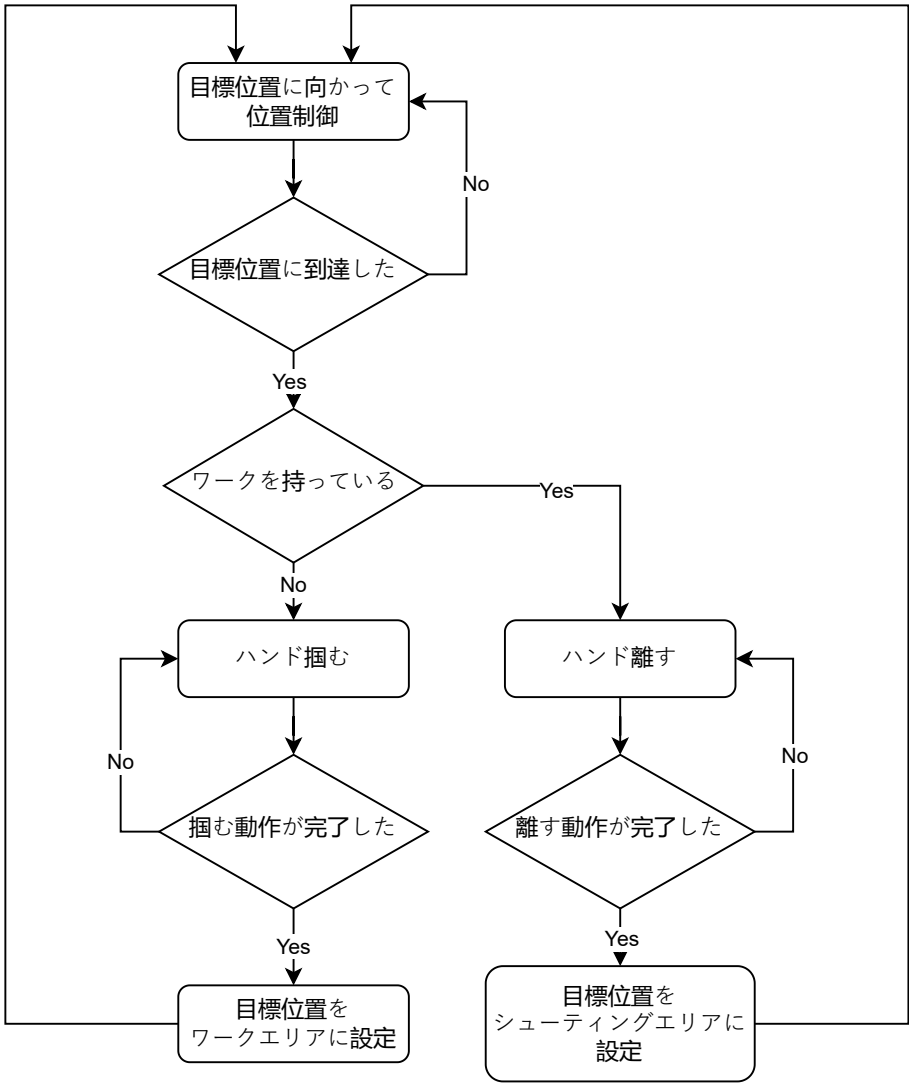 目標位置に向かって
位置制御
No
目標位置に到達した
Yes
ワークを持っている
Yes
No
ハンド掴む
ハンド離す
No
No
掴む動作が完了した
離す動作が完了した
Yes
Yes
目標位置を
ワークエリアに設定
目標位置を
シューティングエリアに
設定